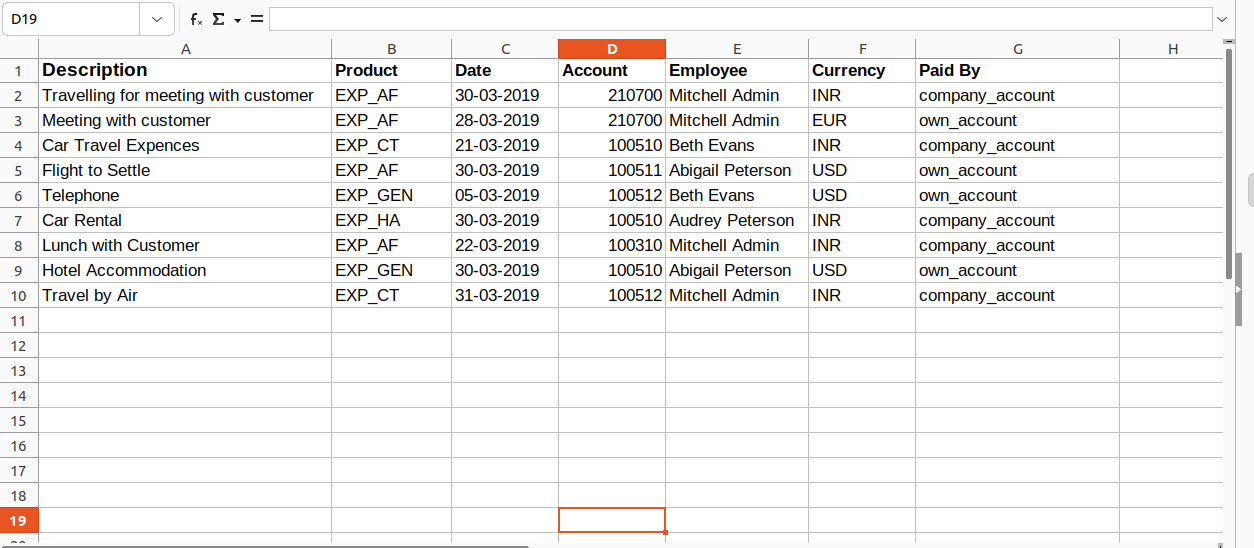 D19 fx Σ =
A B C D E F G H
1 Description Product Date Account Employee Currency Paid By
2 Travelling for meeting with customer EXP_AF 30-03-2019 210700 Mitchell Admin INR company_account
3 Meeting with customer EXP_AF 28-03-2019 210700 Mitchell Admin EUR own_account
4 Car Travel Expences EXP_CT 21-03-2019 100510 Beth Evans INR company_account
5 Flight to Settle EXP_AF 30-03-2019 100511 Abigail Peterson USD own_account
6 Telephone EXP_GEN 05-03-2019 100512 Beth Evans USD own_account
7 Car Rental EXP_HA 30-03-2019 100510 Audrey Peterson INR company_account
8 Lunch with Customer EXP_AF 22-03-2019 100310 Mitchell Admin INR company_account
9 Hotel Accommodation EXP_GEN 30-03-2019 100510 Abigail Peterson USD own_account
10 Travel by Air EXP_CT 31-03-2019 100512 Mitchell Admin INR company_account
11
12
13
14
15
16
17
18
19